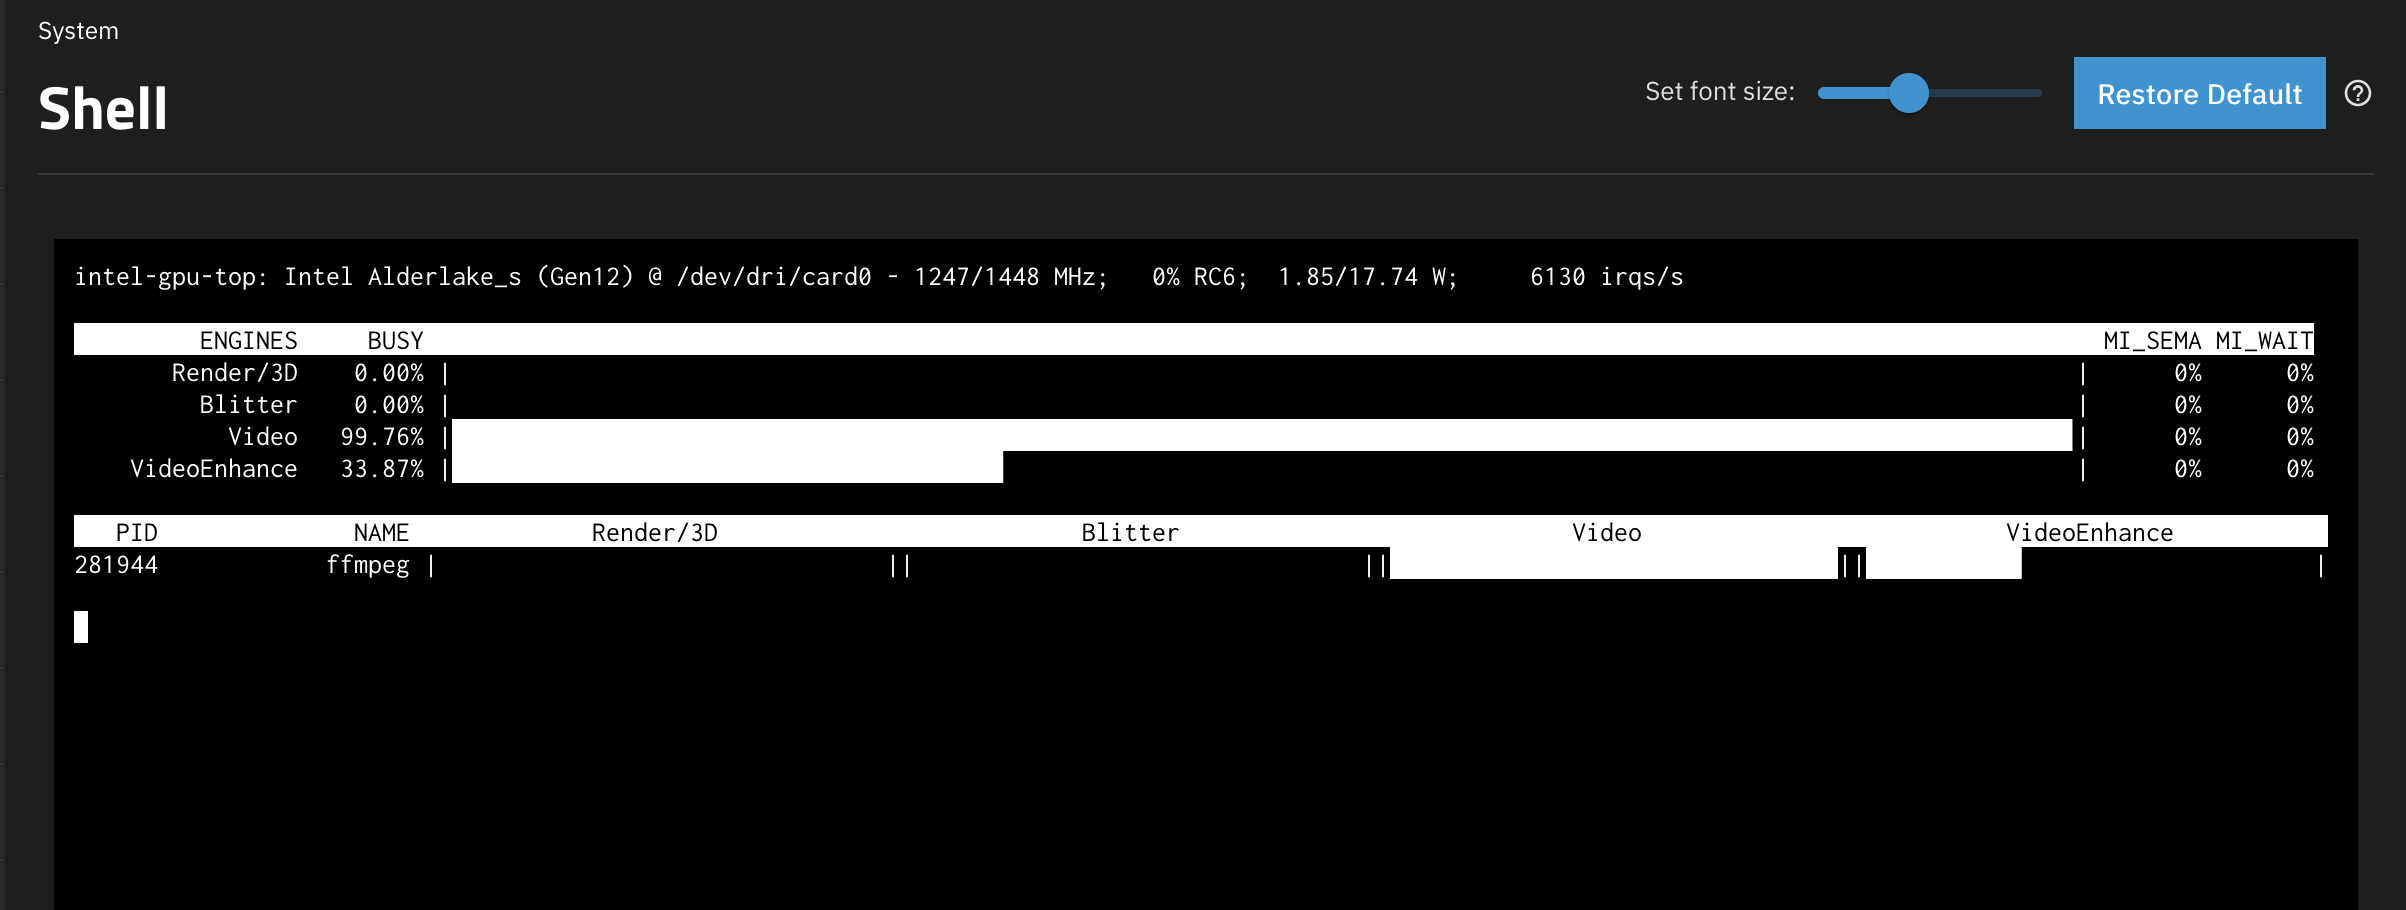 System
Shell
Set font size:
Restore Default
intel-gpu-top: Intel Alderlake_s (Gen12) @ /dev/dri/card0 - 1247/1448 MHz;   0% RC6;  1.85/17.74 W;     6130 irqs/s
ENGINES     BUSY     MI_SEMA MI_WAIT
Render/3D    0.00% |     |     0%     0%
Blitter    0.00% |     |     0%     0%
Video   99.76% |     |     0%     0%
VideoEnhance   33.87% |     |     0%     0%
PID     NAME     Render/3D     Blitter     Video     VideoEnhance
281944     ffmpeg |     ||     ||     ||     |